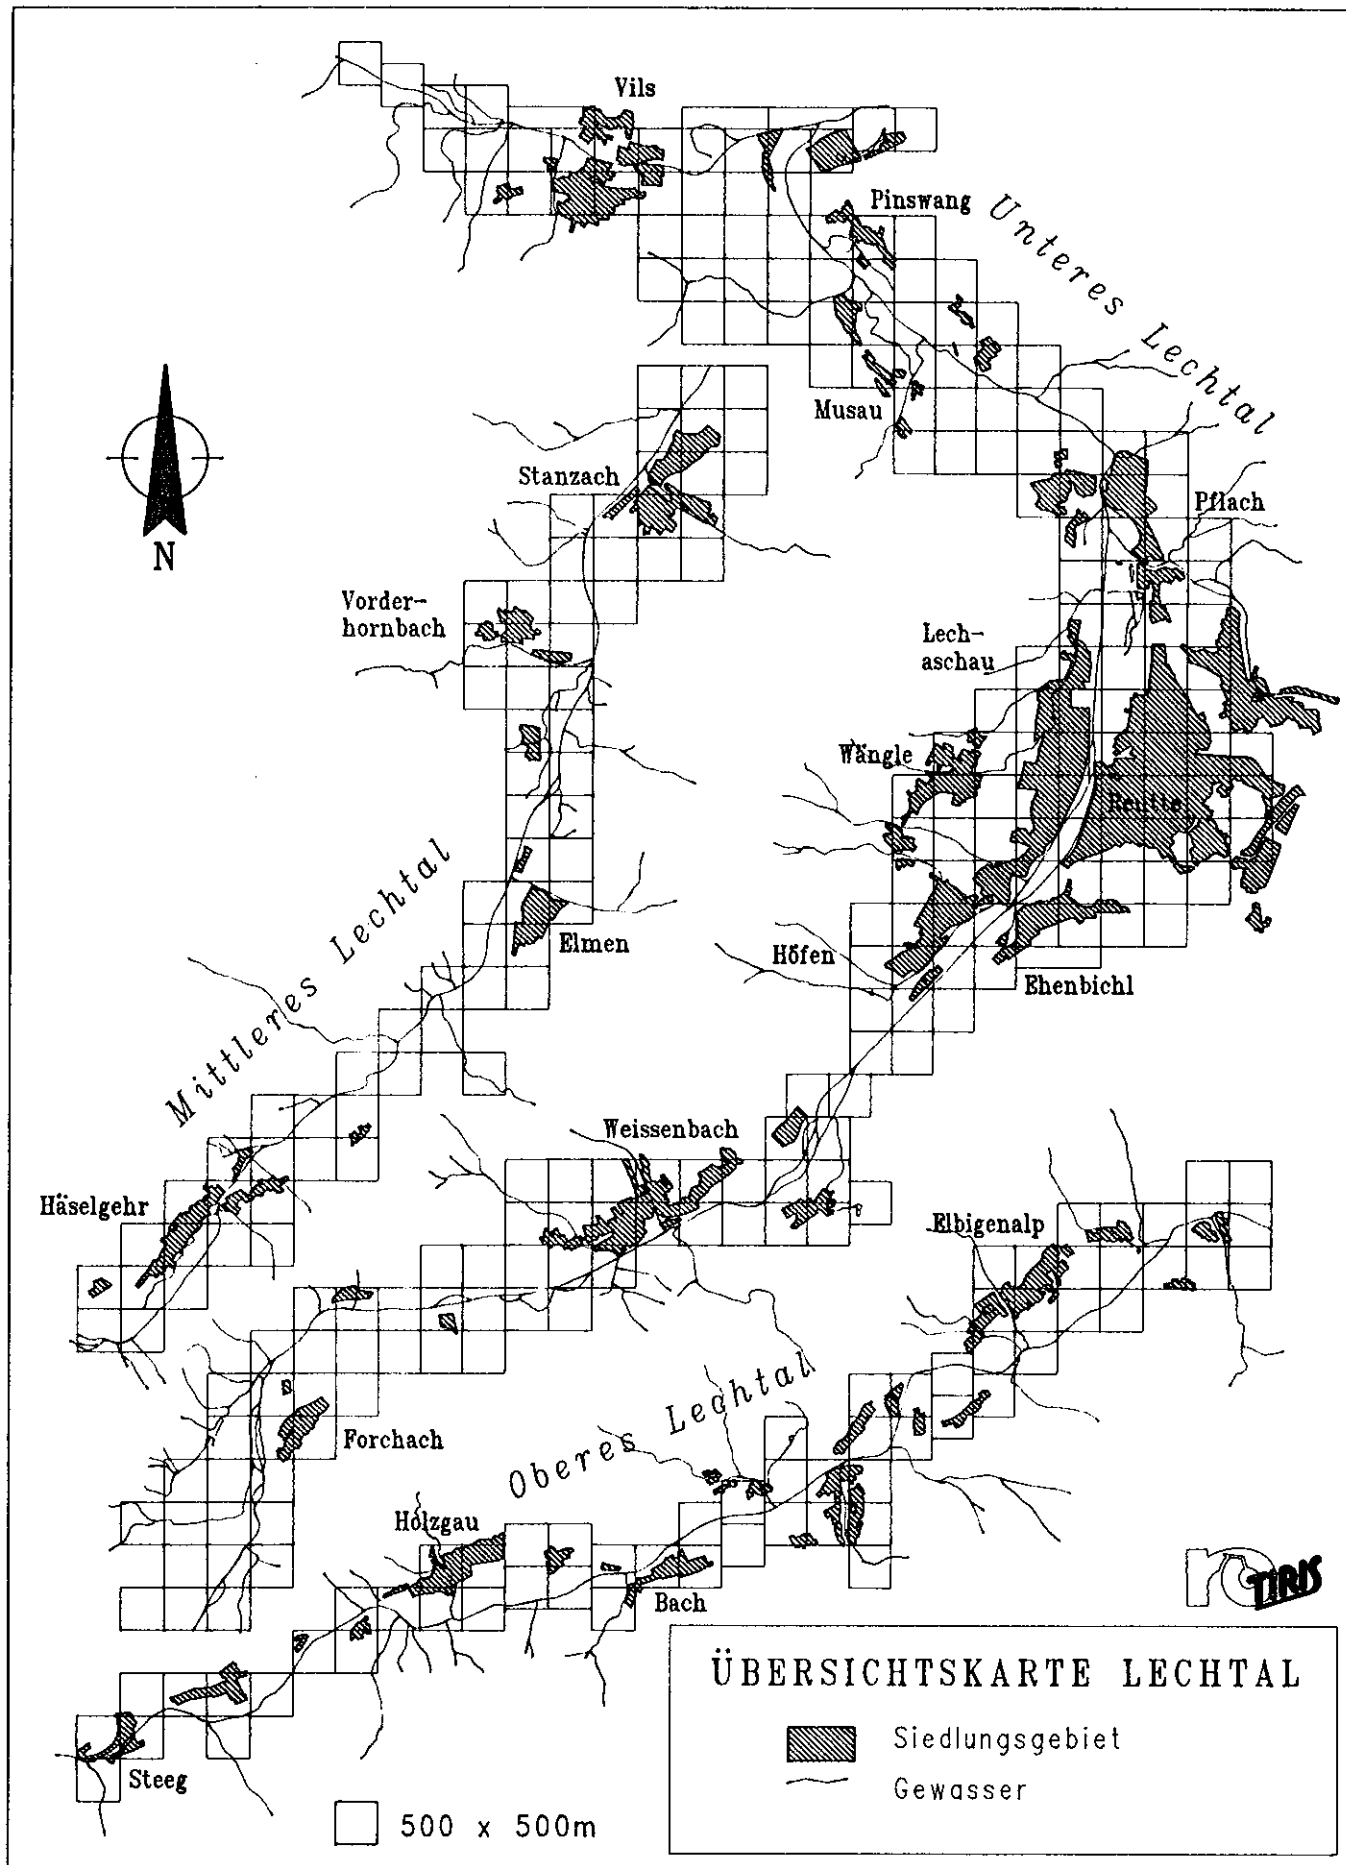 Vils
Pinswang
Unteres Lechtal
Musau
Stanzach
Pflach
N
Vorder-
hornbach
Lech-
aschau
Wängle
Reutte
Mittleres Lechtal
Elmen
Höfen
Ehenbichl
Weissenbach
Häselgehr
Elbigenalp
Forchach
Oberes Lechtal
Holzgau
Bach
TIRIS
ÜBERSICHTSKARTE LECHTAL
Siedlungsgebiet
Gewasser
Steeg
500 x 500m